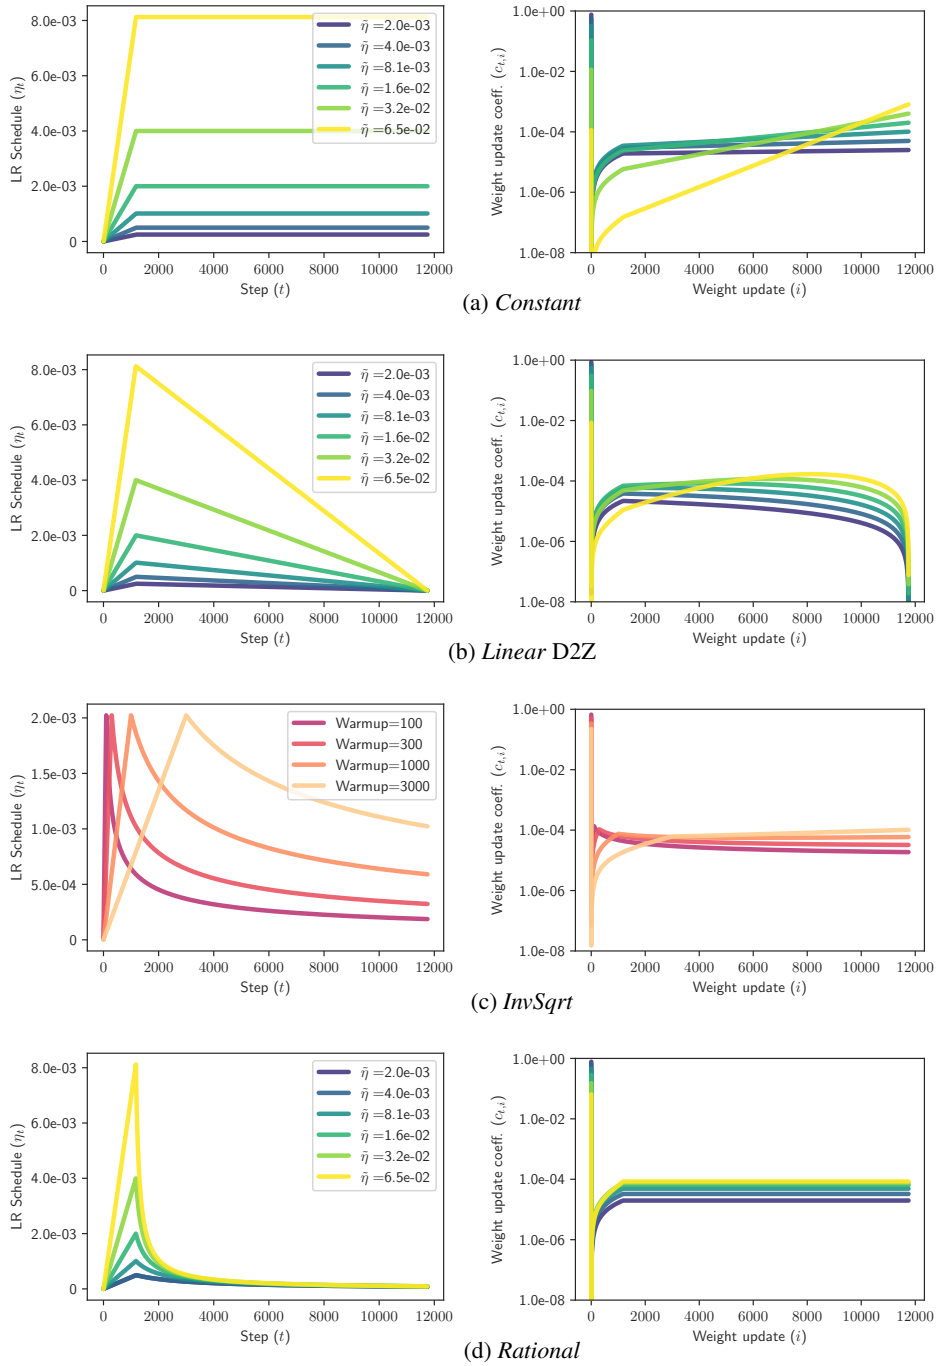 8.0e-03
6.0e-03
4.0e-03
2.0e-03
0
LR Schedule (η_t)
0 2000 4000 6000 8000 10000 12000
Step (t)
η̃ =2.0e-03
η̃ =4.0e-03
η̃ =8.1e-03
η̃ =1.6e-02
η̃ =3.2e-02
η̃ =6.5e-02
1.0e+00
1.0e-02
1.0e-04
1.0e-06
1.0e-08
Weight update coeff. (c_{t,i})
0 2000 4000 6000 8000 10000 12000
Weight update (i)
(a) Constant
8.0e-03
6.0e-03
4.0e-03
2.0e-03
0
LR Schedule (η_t)
0 2000 4000 6000 8000 10000 12000
Step (t)
η̃ =2.0e-03
η̃ =4.0e-03
η̃ =8.1e-03
η̃ =1.6e-02
η̃ =3.2e-02
η̃ =6.5e-02
1.0e+00
1.0e-02
1.0e-04
1.0e-06
1.0e-08
Weight update coeff. (c_{t,i})
0 2000 4000 6000 8000 10000 12000
Weight update (i)
(b) Linear D2Z
2.0e-03
1.5e-03
1.0e-03
5.0e-04
0
LR Schedule (η_t)
0 2000 4000 6000 8000 10000 12000
Step (t)
Warmup=100
Warmup=300
Warmup=1000
Warmup=3000
1.0e+00
1.0e-02
1.0e-04
1.0e-06
1.0e-08
Weight update coeff. (c_{t,i})
0 2000 4000 6000 8000 10000 12000
Weight update (i)
(c) InvSqrt
8.0e-03
6.0e-03
4.0e-03
2.0e-03
0
LR Schedule (η_t)
0 2000 4000 6000 8000 10000 12000
Step (t)
η̃ =2.0e-03
η̃ =4.0e-03
η̃ =8.1e-03
η̃ =1.6e-02
η̃ =3.2e-02
η̃ =6.5e-02
1.0e+00
1.0e-02
1.0e-04
1.0e-06
1.0e-08
Weight update coeff. (c_{t,i})
0 2000 4000 6000 8000 10000 12000
Weight update (i)
(d) Rational